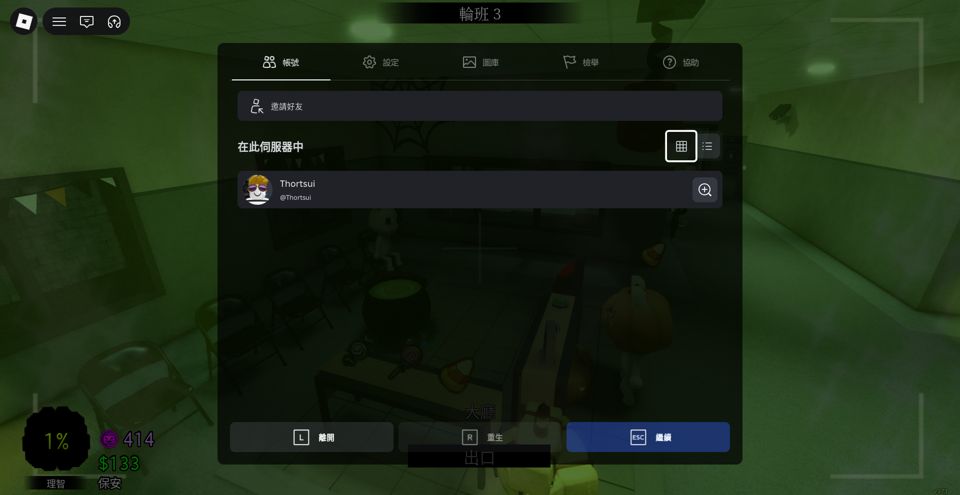 輪班 3
帳號
設定
圖庫
檢舉
協助
邀請好友
在此伺服器中
Thortsui
@Thortsui
大廳
L 離開
R 重生
ESC 繼續
出口
1%
414
$133
理智
保安